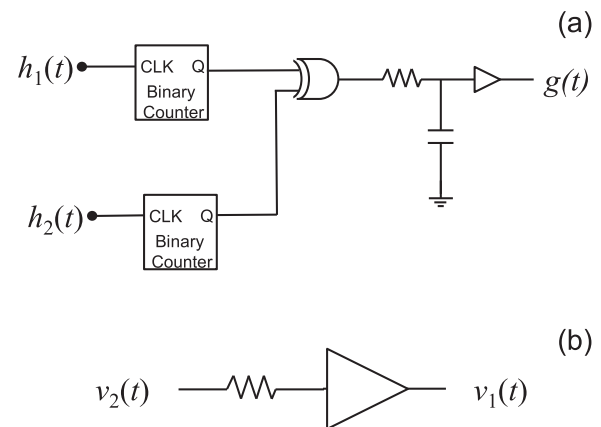 (a)
h₁(t)
CLK Q
Binary
Counter
g(t)
h₂(t)
CLK Q
Binary
Counter
(b)
v₂(t)
v₁(t)